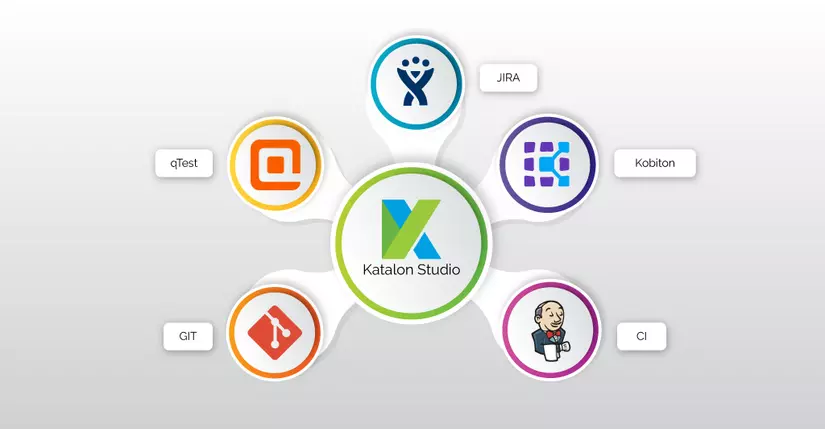 JIRA
qTest
Kobiton
Katalon Studio
GIT
CI